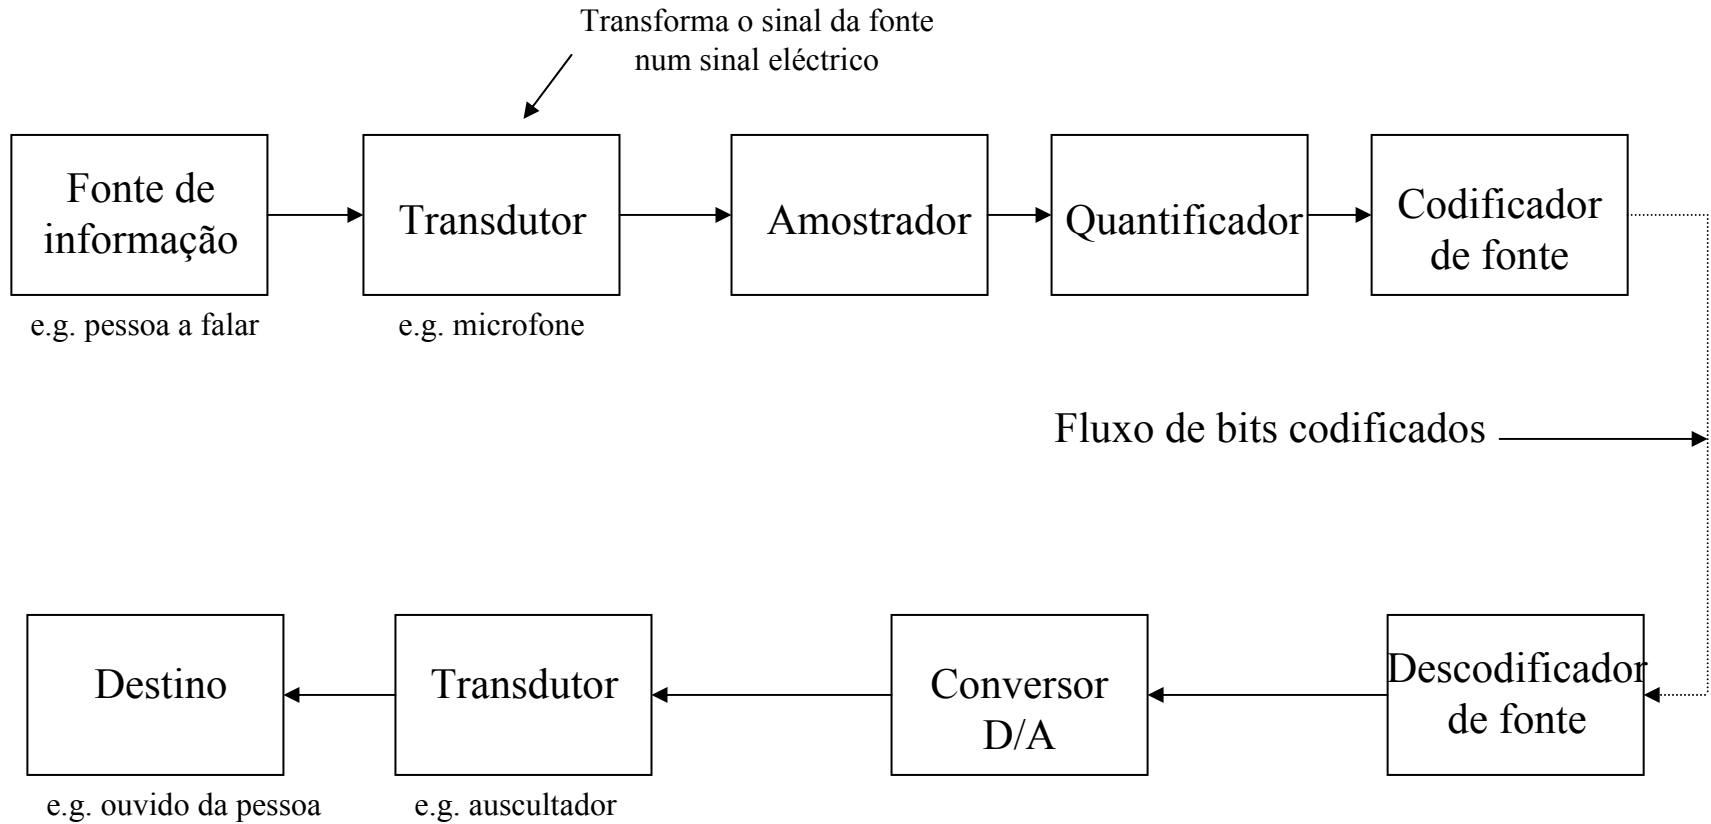 Transforma o sinal da fonte
num sinal eléctrico
Fonte de
informação
Transdutor
Amostrador
Quantificador
Codificador
de fonte
e.g. pessoa a falar
e.g. microfone
Fluxo de bits codificados
Destino
Transdutor
Conversor
D/A
Descodificador
de fonte
e.g. ouvido da pessoa
e.g. auscultador